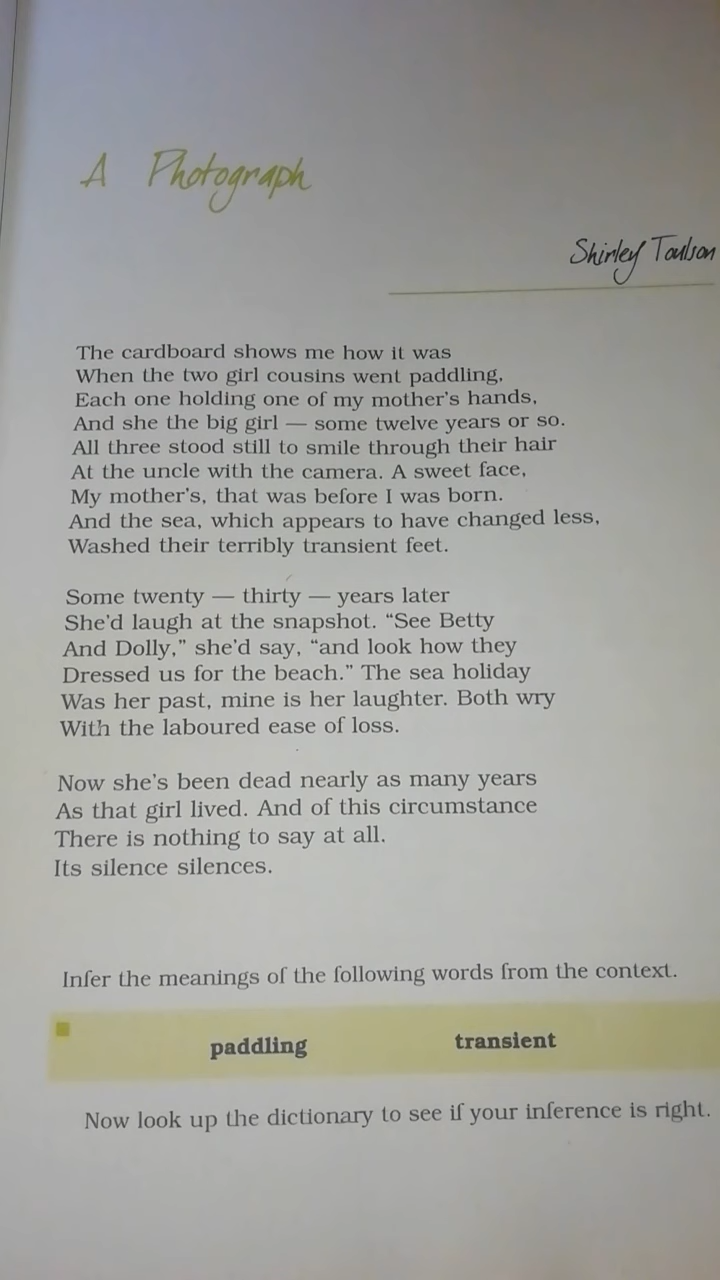 A Photograph
Shirley Toulson
The cardboard shows me how it was
When the two girl cousins went paddling,
Each one holding one of my mother's hands,
And she the big girl — some twelve years or so.
All three stood still to smile through their hair
At the uncle with the camera. A sweet face,
My mother's, that was before I was born.
And the sea, which appears to have changed less,
Washed their terribly transient feet.
Some twenty — thirty — years later
She'd laugh at the snapshot. “See Betty
And Dolly,” she'd say, “and look how they
Dressed us for the beach.” The sea holiday
Was her past, mine is her laughter. Both wry
With the laboured ease of loss.
Now she's been dead nearly as many years
As that girl lived. And of this circumstance
There is nothing to say at all.
Its silence silences.
Infer the meanings of the following words from the context.
paddling transient
Now look up the dictionary to see if your inference is right.